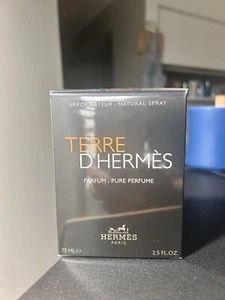 VAPORISATEUR · NATURAL SPRAY
TERRE
D'HERMÈS
PARFUM · PURE PERFUME
HERMÈS
PARIS
75 ML ℮
2.5 FL.OZ.